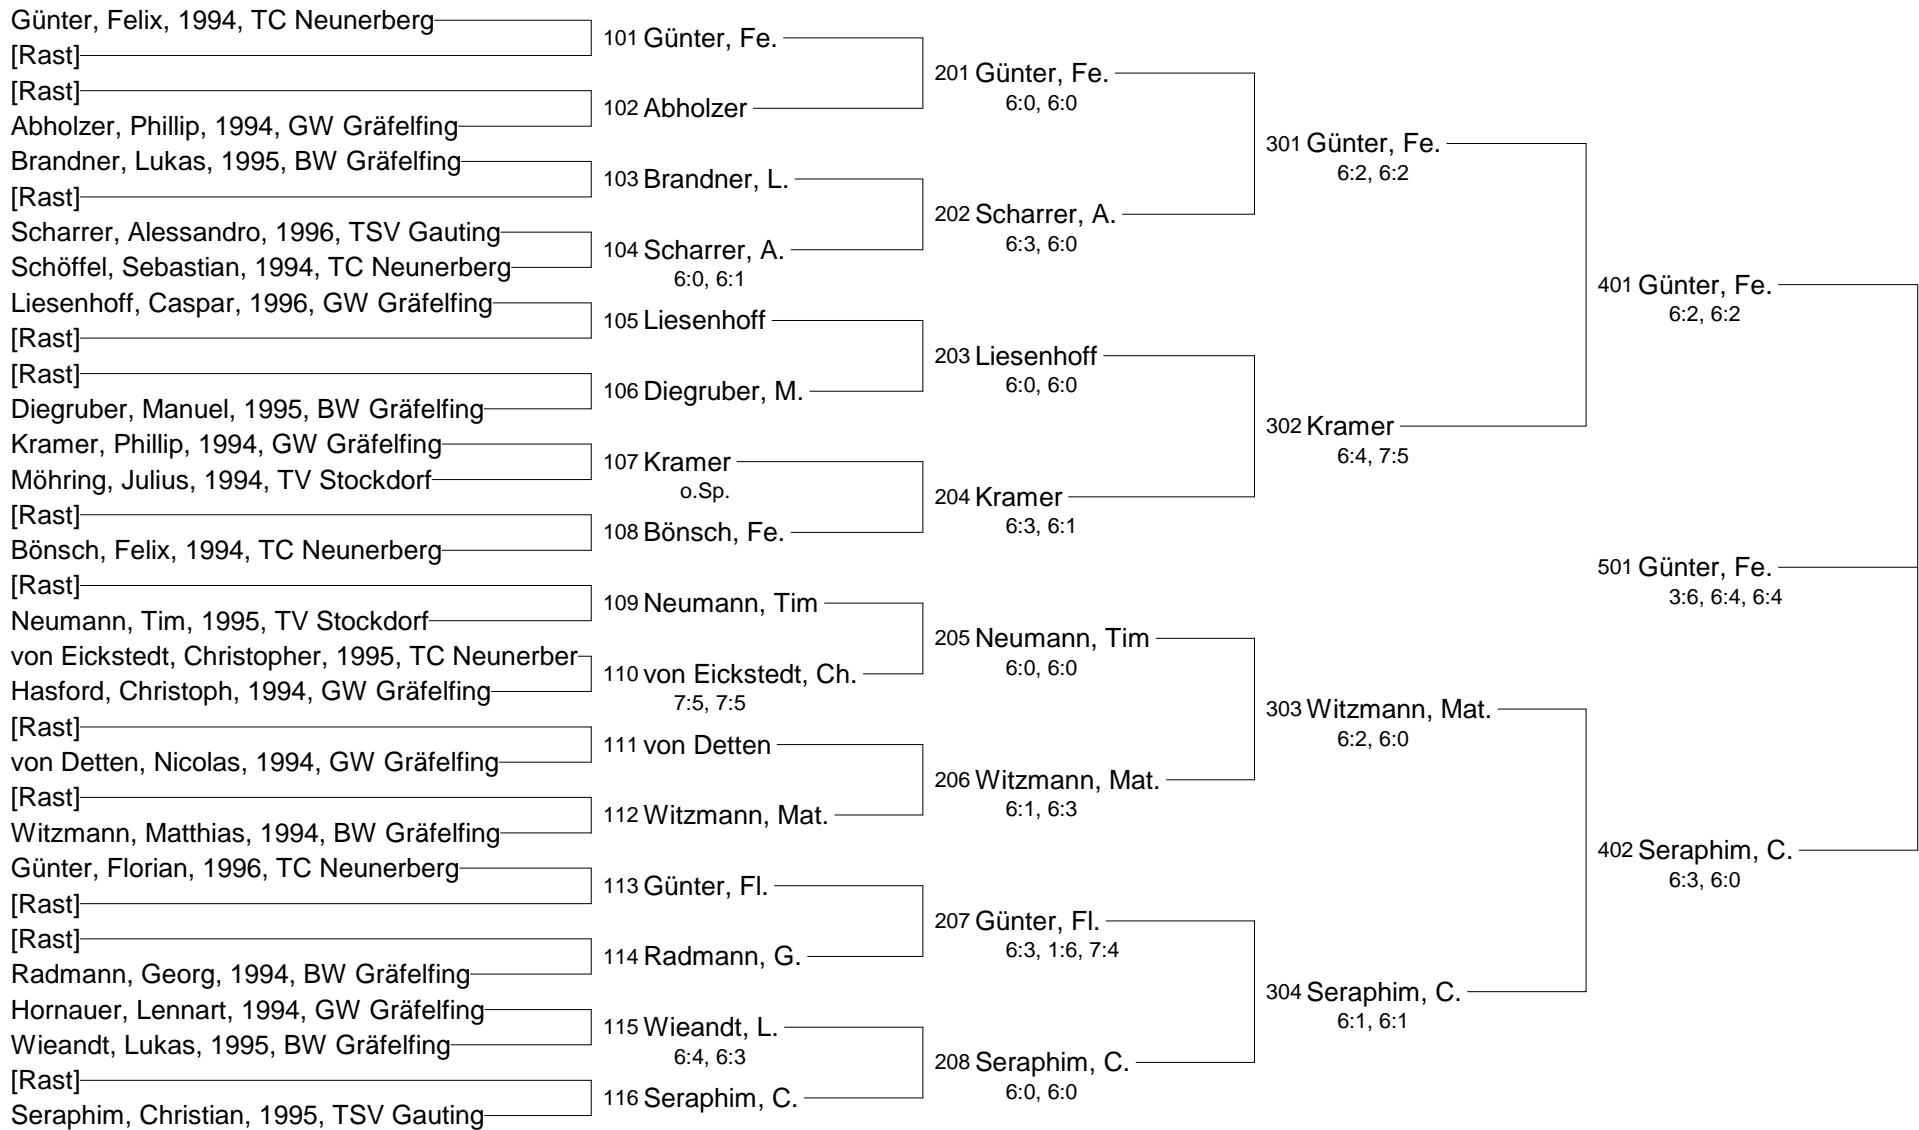 Günter, Felix, 1994, TC Neunerberg
[Rast]
[Rast]
Abholzer, Phillip, 1994, GW Gräfelfing
Brandner, Lukas, 1995, BW Gräfelfing
[Rast]
Scharrer, Alessandro, 1996, TSV Gauting
Schöffel, Sebastian, 1994, TC Neunerberg
Liesenhoff, Caspar, 1996, GW Gräfelfing
[Rast]
[Rast]
Diegruber, Manuel, 1995, BW Gräfelfing
Kramer, Phillip, 1994, GW Gräfelfing
Möhring, Julius, 1994, TV Stockdorf
[Rast]
Bönsch, Felix, 1994, TC Neunerberg
[Rast]
Neumann, Tim, 1995, TV Stockdorf
von Eickstedt, Christopher, 1995, TC Neunerber
Hasford, Christoph, 1994, GW Gräfelfing
[Rast]
von Detten, Nicolas, 1994, GW Gräfelfing
[Rast]
Witzmann, Matthias, 1994, BW Gräfelfing
Günter, Florian, 1996, TC Neunerberg
[Rast]
[Rast]
Radmann, Georg, 1994, BW Gräfelfing
Hornauer, Lennart, 1994, GW Gräfelfing
Wieandt, Lukas, 1995, BW Gräfelfing
[Rast]
Seraphim, Christian, 1995, TSV Gauting
101 Günter, Fe.
102 Abholzer
103 Brandner, L.
104 Scharrer, A.
6:0, 6:1
105 Liesenhoff
106 Diegruber, M.
107 Kramer
o.Sp.
108 Bönsch, Fe.
109 Neumann, Tim
110 von Eickstedt, Ch.
7:5, 7:5
111 von Detten
112 Witzmann, Mat.
113 Günter, Fl.
114 Radmann, G.
115 Wieandt, L.
6:4, 6:3
116 Seraphim, C.
201 Günter, Fe.
6:0, 6:0
202 Scharrer, A.
6:3, 6:0
203 Liesenhoff
6:0, 6:0
204 Kramer
6:3, 6:1
205 Neumann, Tim
6:0, 6:0
206 Witzmann, Mat.
6:1, 6:3
207 Günter, Fl.
6:3, 1:6, 7:4
208 Seraphim, C.
6:0, 6:0
301 Günter, Fe.
6:2, 6:2
302 Kramer
6:4, 7:5
303 Witzmann, Mat.
6:2, 6:0
304 Seraphim, C.
6:1, 6:1
401 Günter, Fe.
6:2, 6:2
501 Günter, Fe.
3:6, 6:4, 6:4
402 Seraphim, C.
6:3, 6:0